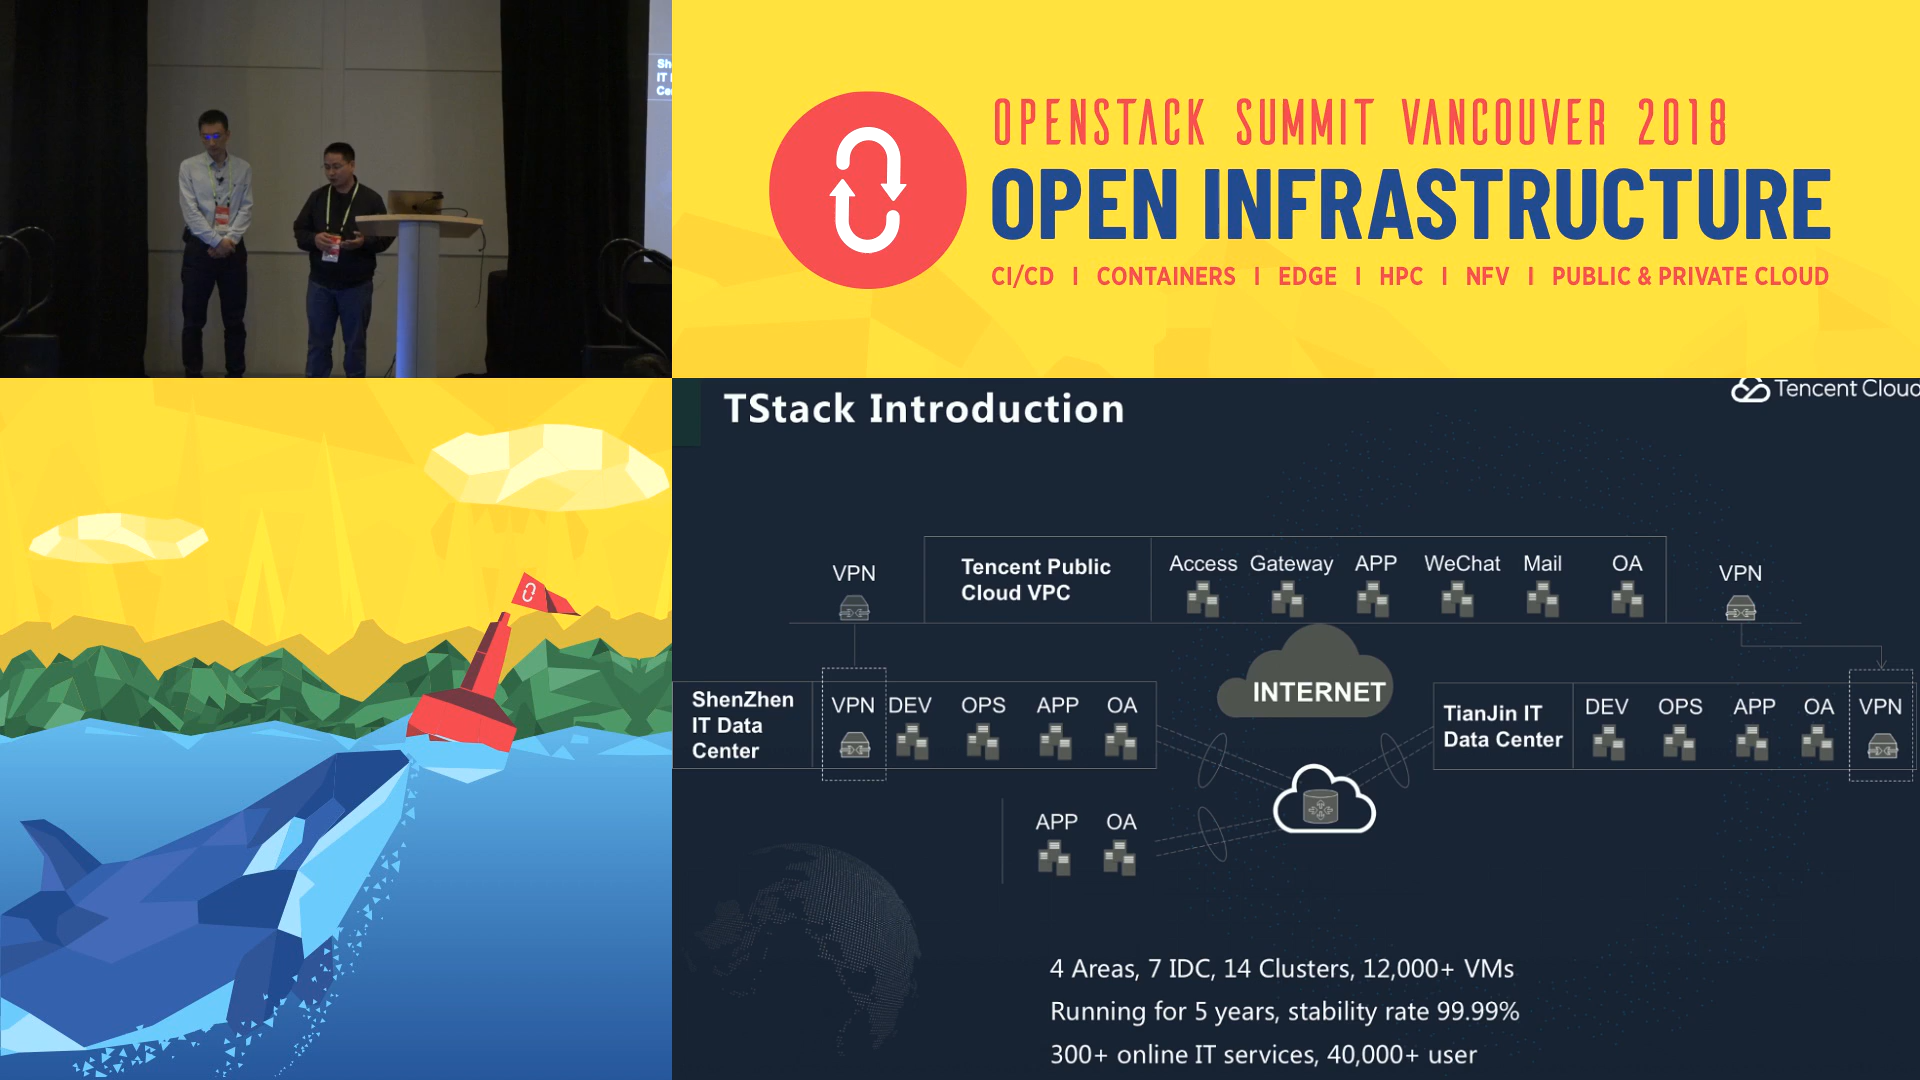 Sh
IT
Ce
OPENSTACK SUMMIT VANCOUVER 2018
OPEN INFRASTRUCTURE
CI/CD | CONTAINERS | EDGE | HPC | NFV | PUBLIC & PRIVATE CLOUD
TStack Introduction
Tencent Cloud
VPN
Tencent Public
Cloud VPC
Access Gateway APP WeChat Mail OA
VPN
INTERNET
ShenZhen
IT Data
Center
VPN DEV OPS APP OA
TianJin IT
Data Center
DEV OPS APP OA VPN
APP OA
4 Areas, 7 IDC, 14 Clusters, 12,000+ VMs
Running for 5 years, stability rate 99.99%
300+ online IT services, 40,000+ user